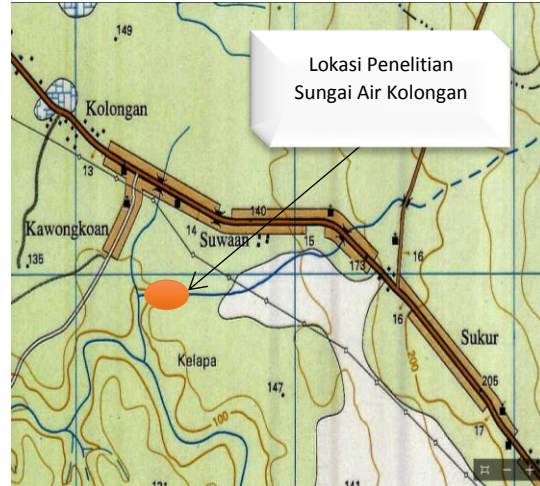 149
Lokasi Penelitian
Sungai Air Kolongan
Kolongan
13
140
Kawongkoan
14
Suwaan
15
16
135
173
16
Sukur
Kelapa
200
147
205
100
17